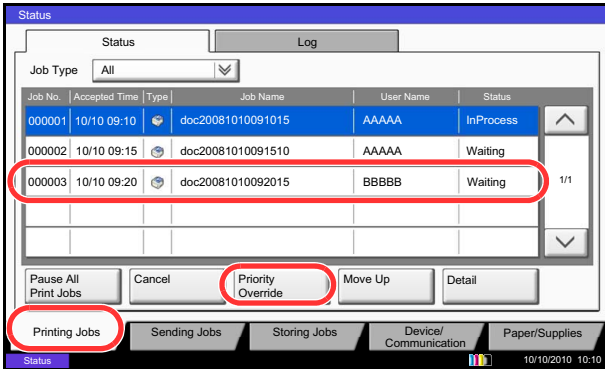 Status
Status Log
Job Type All
Job No. Accepted Time Type Job Name User Name Status
000001 10/10 09:10 doc20081010091015 AAAAA InProcess
000002 10/10 09:15 doc20081010091510 AAAAA Waiting
000003 10/10 09:20 doc20081010092015 BBBBB Waiting
1/1
Pause All
Print Jobs
Cancel
Priority
Override
Move Up
Detail
Printing Jobs
Sending Jobs
Storing Jobs
Device/
Communication
Paper/Supplies
Status 10/10/2010 10:10